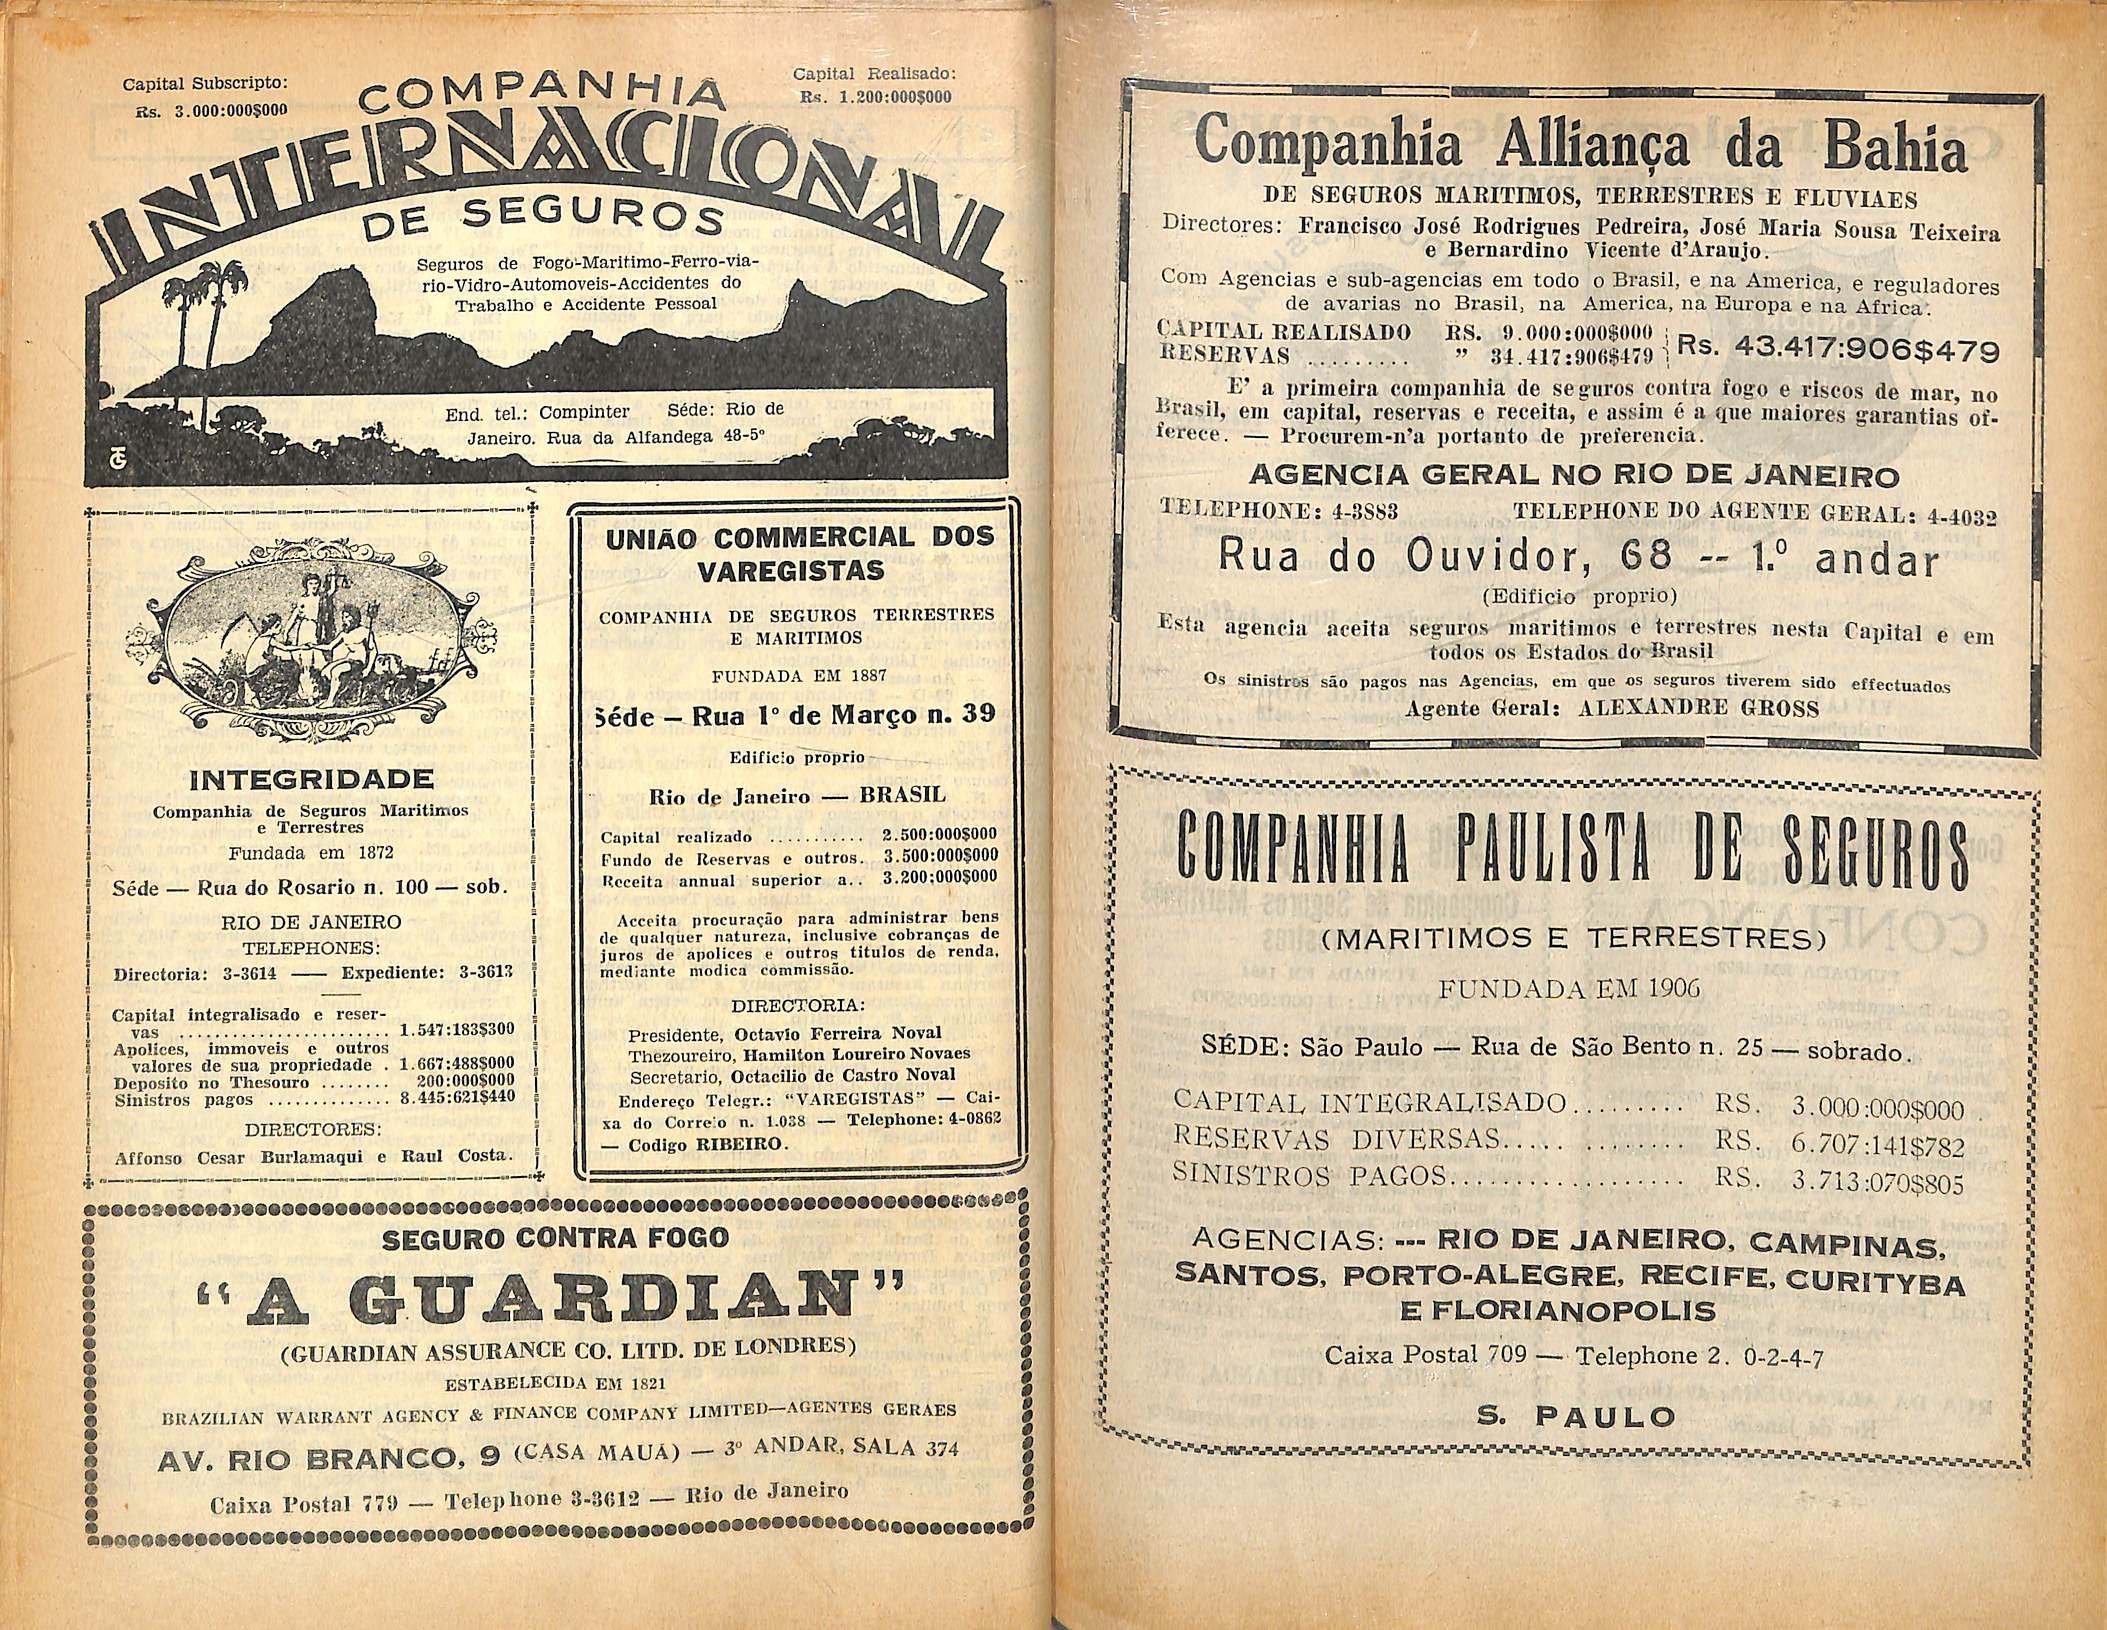 Capital Subscripto:
Rs. 3.000:000$000
COMPANHIA
Capital Realisado:
Rs. 1.200:000$000
INTERNACIONAL
DE SEGUROS
Seguros de Fogo-Maritimo-Ferro-via-
rio-Vidro-Automoveis-Accidentes do
Trabalho e Accidente Pessoal
End. tel.: Compinter Séde: Rio de
Janeiro. Rua da Alfandega 48-5º
INTEGRIDADE
Companhia de Seguros Maritimos
e Terrestres
Fundada em 1872
Séde — Rua do Rosario n. 100 — sob.
RIO DE JANEIRO
TELEPHONES:
Directoria: 3-3614 — Expediente: 3-3613
Capital integralisado e reser-
vas ........................ 1.547:183$300
Apolices, immoveis e outros
valores de sua propriedade . 1.667:488$000
Deposito no Thesouro ........ 200:000$000
Sinistros pagos .............. 8.445:621$440
DIRECTORES:
Affonso Cesar Burlamaqui e Raul Costa.
UNIÃO COMMERCIAL DOS
VAREGISTAS
COMPANHIA DE SEGUROS TERRESTRES
E MARITIMOS
FUNDADA EM 1887
Séde – Rua 1º de Março n. 39
Edificio proprio
Rio de Janeiro — BRASIL
Capital realizado ........... 2.500:000$000
Fundo de Reservas e outros. 3.500:000$000
Receita annual superior a.. 3.200:000$000
Acceita procuração para administrar bens
de qualquer natureza, inclusive cobranças de
juros de apolices e outros titulos de renda,
mediante modica commissão.
DIRECTORIA:
Presidente, Octavio Ferreira Noval
Thezoureiro, Hamilton Loureiro Novaes
Secretario, Octacilio de Castro Noval
Endereço Telegr.: "VAREGISTAS" — Cai-
xa do Correio n. 1.038 — Telephone: 4-0862
— Codigo RIBEIRO.
SEGURO CONTRA FOGO
"A GUARDIAN"
(GUARDIAN ASSURANCE CO. LITD. DE LONDRES)
ESTABELECIDA EM 1821
BRAZILIAN WARRANT AGENCY & FINANCE COMPANY LIMITED—AGENTES GERAES
AV. RIO BRANCO, 9 (CASA MAUÁ) — 3º ANDAR, SALA 374
Caixa Postal 779 — Telephone 3-3612 — Rio de Janeiro
Companhia Alliança da Bahia
DE SEGUROS MARITIMOS, TERRESTRES E FLUVIAES
Directores: Francisco José Rodrigues Pedreira, José Maria Sousa Teixeira
e Bernardino Vicente d'Araujo.
Com Agencias e sub-agencias em todo o Brasil, e na America, e reguladores
de avarias no Brasil, na America, na Europa e na Africa.
CAPITAL REALISADO RS. 9.000:000$000
RESERVAS ......... " 34.417:906$479
Rs. 43.417:906$479
E' a primeira companhia de seguros contra fogo e riscos de mar, no
Brasil, em capital, reservas e receita, e assim é a que maiores garantias of-
ferece. — Procurem-n'a portanto de preferencia.
AGENCIA GERAL NO RIO DE JANEIRO
TELEPHONE: 4-3883 TELEPHONE DO AGENTE GERAL: 4-4032
Rua do Ouvidor, 68 -- 1.º andar
(Edificio proprio)
Esta agencia aceita seguros maritimos e terrestres nesta Capital e em
todos os Estados do Brasil
Os sinistros são pagos nas Agencias, em que os seguros tiverem sido effectuados
Agente Geral: ALEXANDRE GROSS
COMPANHIA PAULISTA DE SEGUROS
(MARITIMOS E TERRESTRES)
FUNDADA EM 1906
SÉDE: São Paulo — Rua de São Bento n. 25 — sobrado.
CAPITAL INTEGRALISADO......... RS. 3.000:000$000
RESERVAS DIVERSAS..... ........ RS. 6.707:141$782
SINISTROS PAGOS.................. RS. 3.713:070$805
AGENCIAS: --- RIO DE JANEIRO, CAMPINAS,
SANTOS, PORTO-ALEGRE, RECIFE, CURITYBA
E FLORIANOPOLIS
Caixa Postal 709 — Telephone 2. 0-2-4-7
S. PAULO